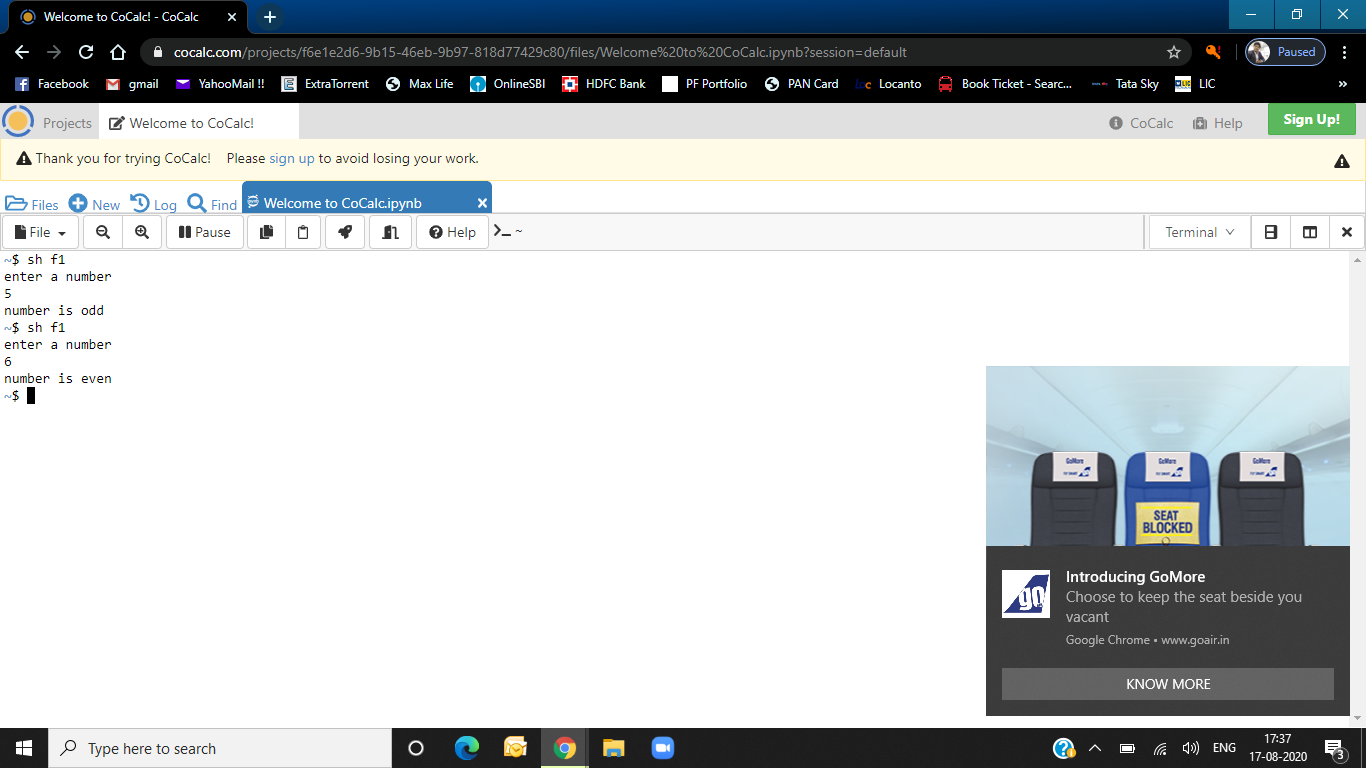 Welcome to CoCalc! - CoCalc
cocalc.com/projects/f6e1e2d6-9b15-46eb-9b97-818d77429c80/files/Welcome%20to%20CoCalc.ipynb?session=default
Paused
Facebook gmail YahooMail !! ExtraTorrent Max Life OnlineSBI HDFC Bank PF Portfolio PAN Card Locanto Book Ticket - Searc... Tata Sky LIC »
Projects Welcome to CoCalc! CoCalc Help Sign Up!
Thank you for trying CoCalc! Please sign up to avoid losing your work.
Files New Log Find Welcome to CoCalc.ipynb
File Pause Help >_ ~ Terminal
~$ sh f1
enter a number
5
number is odd
~$ sh f1
enter a number
6
number is even
~$
GoMore GoMore GoMore
SEAT
BLOCKED
go
Introducing GoMore
Choose to keep the seat beside you
vacant
Google Chrome • www.goair.in
KNOW MORE
Type here to search
ENG
17:37
17-08-2020
3